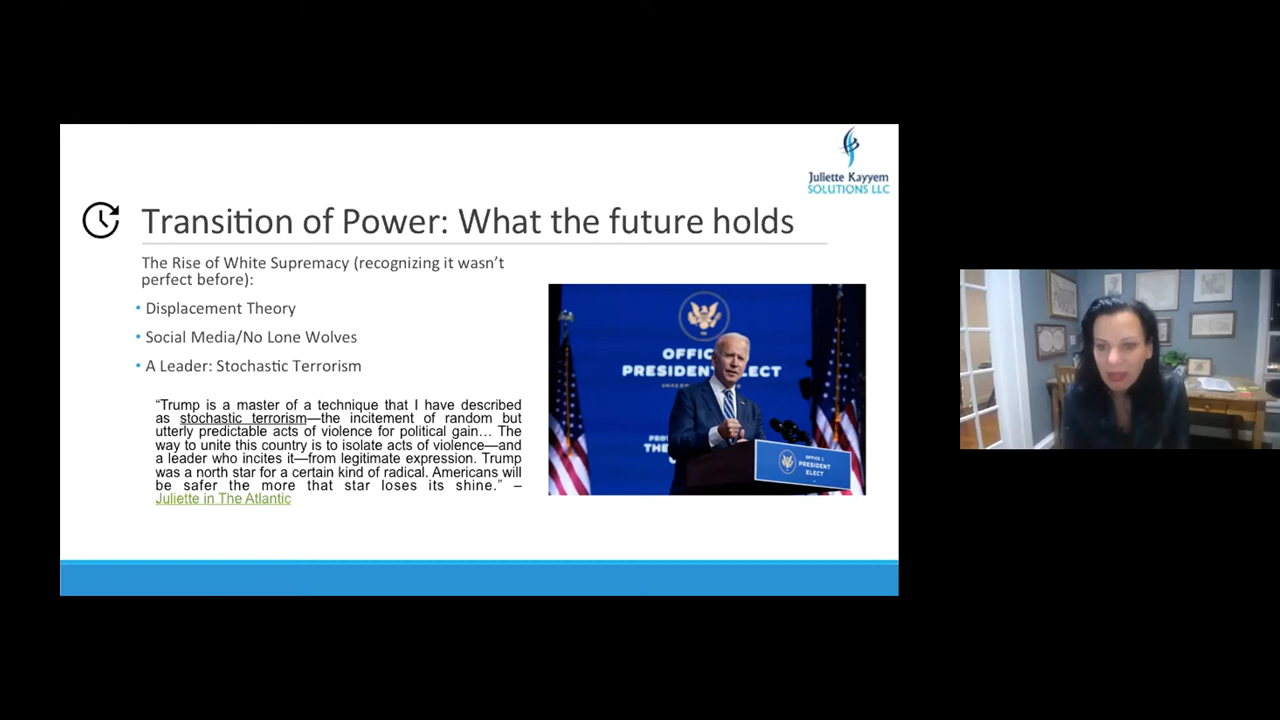 Juliette Kayyem
SOLUTIONS LLC
Transition of Power: What the future holds
The Rise of White Supremacy (recognizing it wasn’t
perfect before):
• Displacement Theory
• Social Media/No Lone Wolves
• A Leader: Stochastic Terrorism
“Trump is a master of a technique that I have described
as stochastic terrorism—the incitement of random but
utterly predictable acts of violence for political gain… The
way to unite this country is to isolate acts of violence—and
a leader who incites it—from legitimate expression. Trump
was a north star for a certain kind of radical. Americans will
be safer the more that star loses its shine.” –
Juliette in The Atlantic
OFFIC
PRESIDENT ELECT
THE
PRESIDENT
ELECT